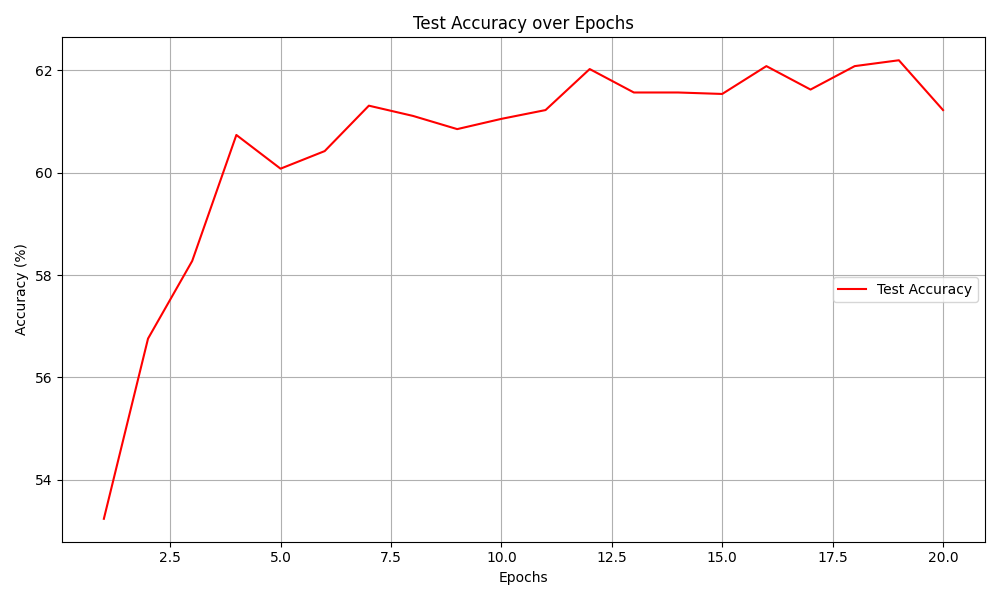 Test Accuracy over Epochs
Accuracy (%)
62
60
58
56
54
Test Accuracy
2.5 5.0 7.5 10.0 12.5 15.0 17.5 20.0
Epochs